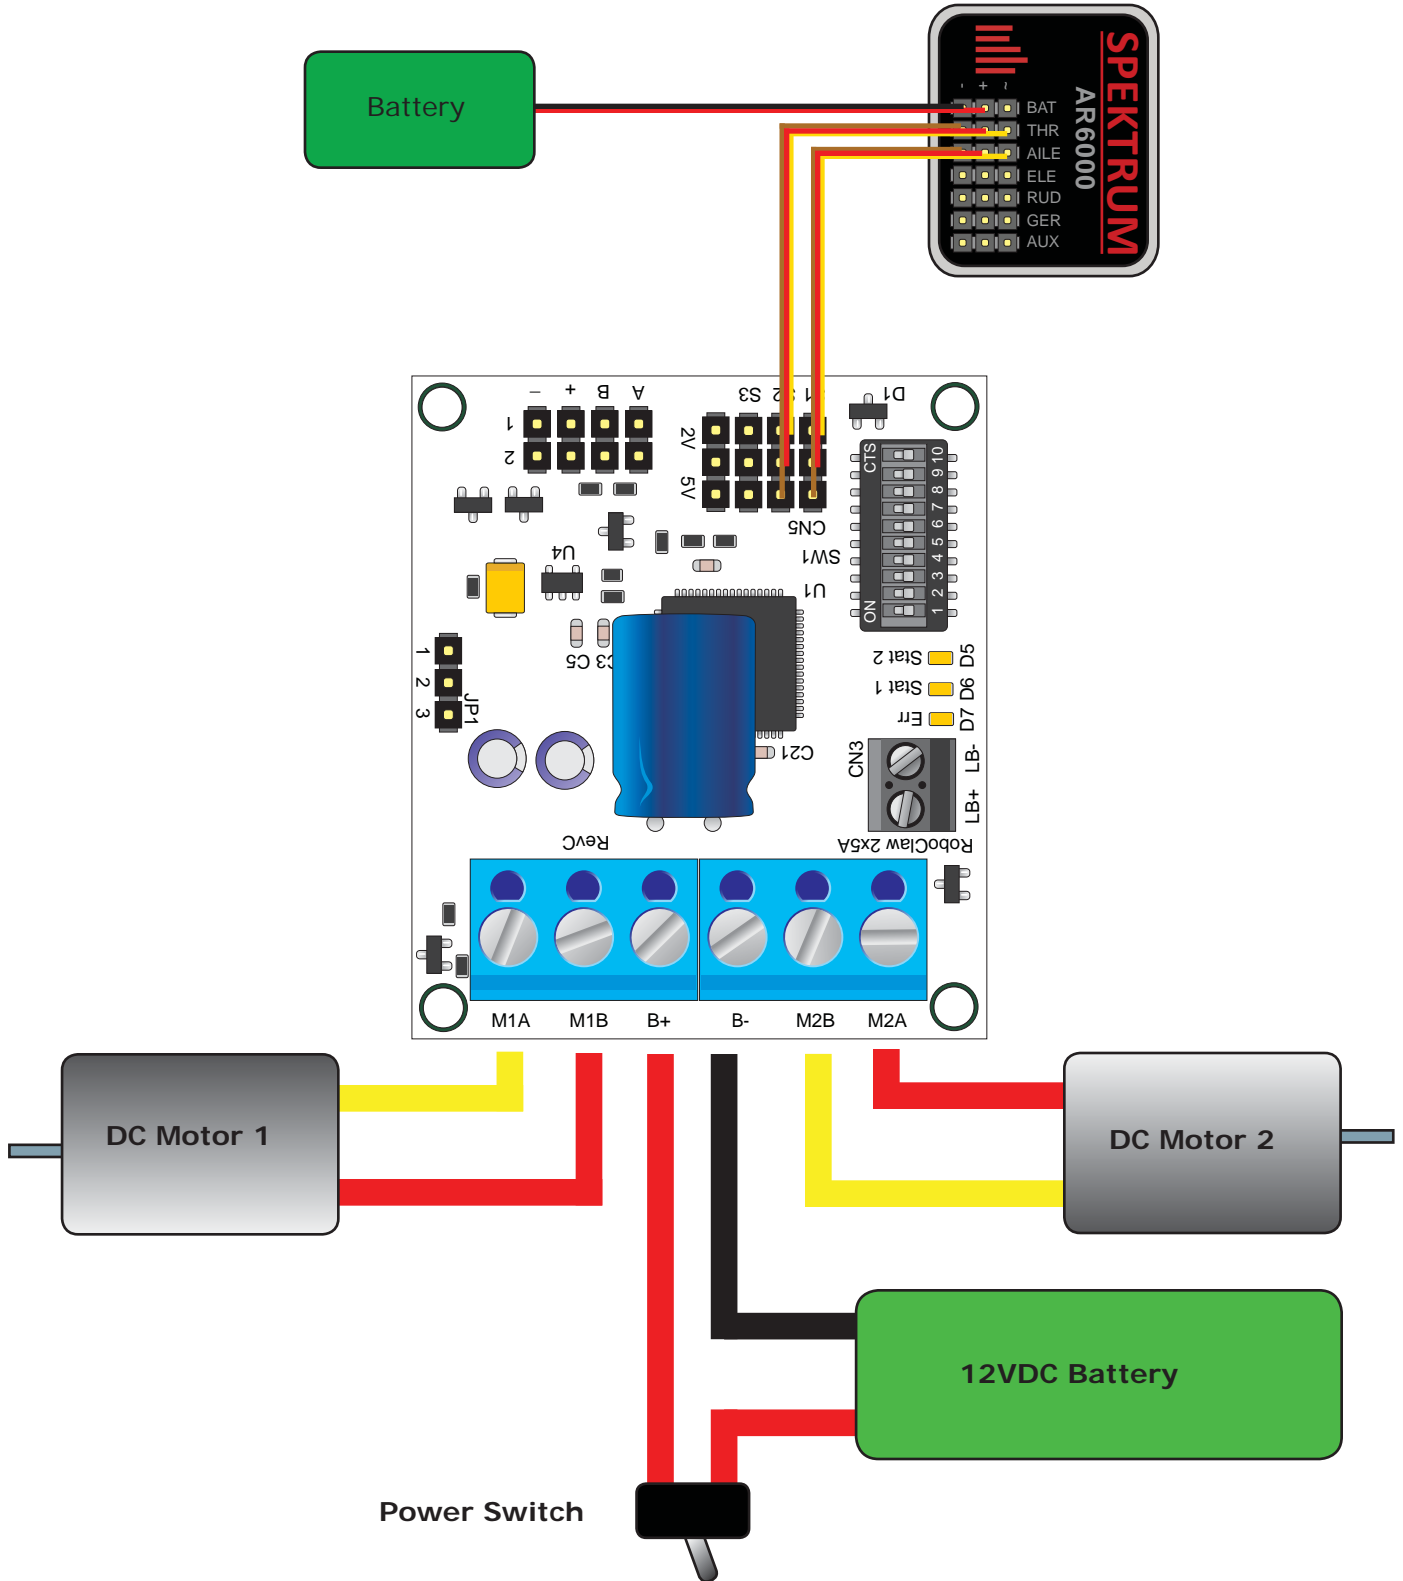 Battery
SPEKTRUM
AR6000
- + ~
BAT
THR
AILE
ELE
RUD
GER
AUX
− + B A
1
2
S3
D1
2V
5V
CN5
SW1
CTS
ON
1 2 3 4 5 6 7 8 9 10
U4
U1
C5
Stat 2 D5
Stat 1 D6
Err D7
1
2
3
JP1
C21
CN3
LB-
LB+
RevC
RoboClaw 2x5A
M1A M1B B+ B- M2B M2A
DC Motor 1
DC Motor 2
12VDC Battery
Power Switch